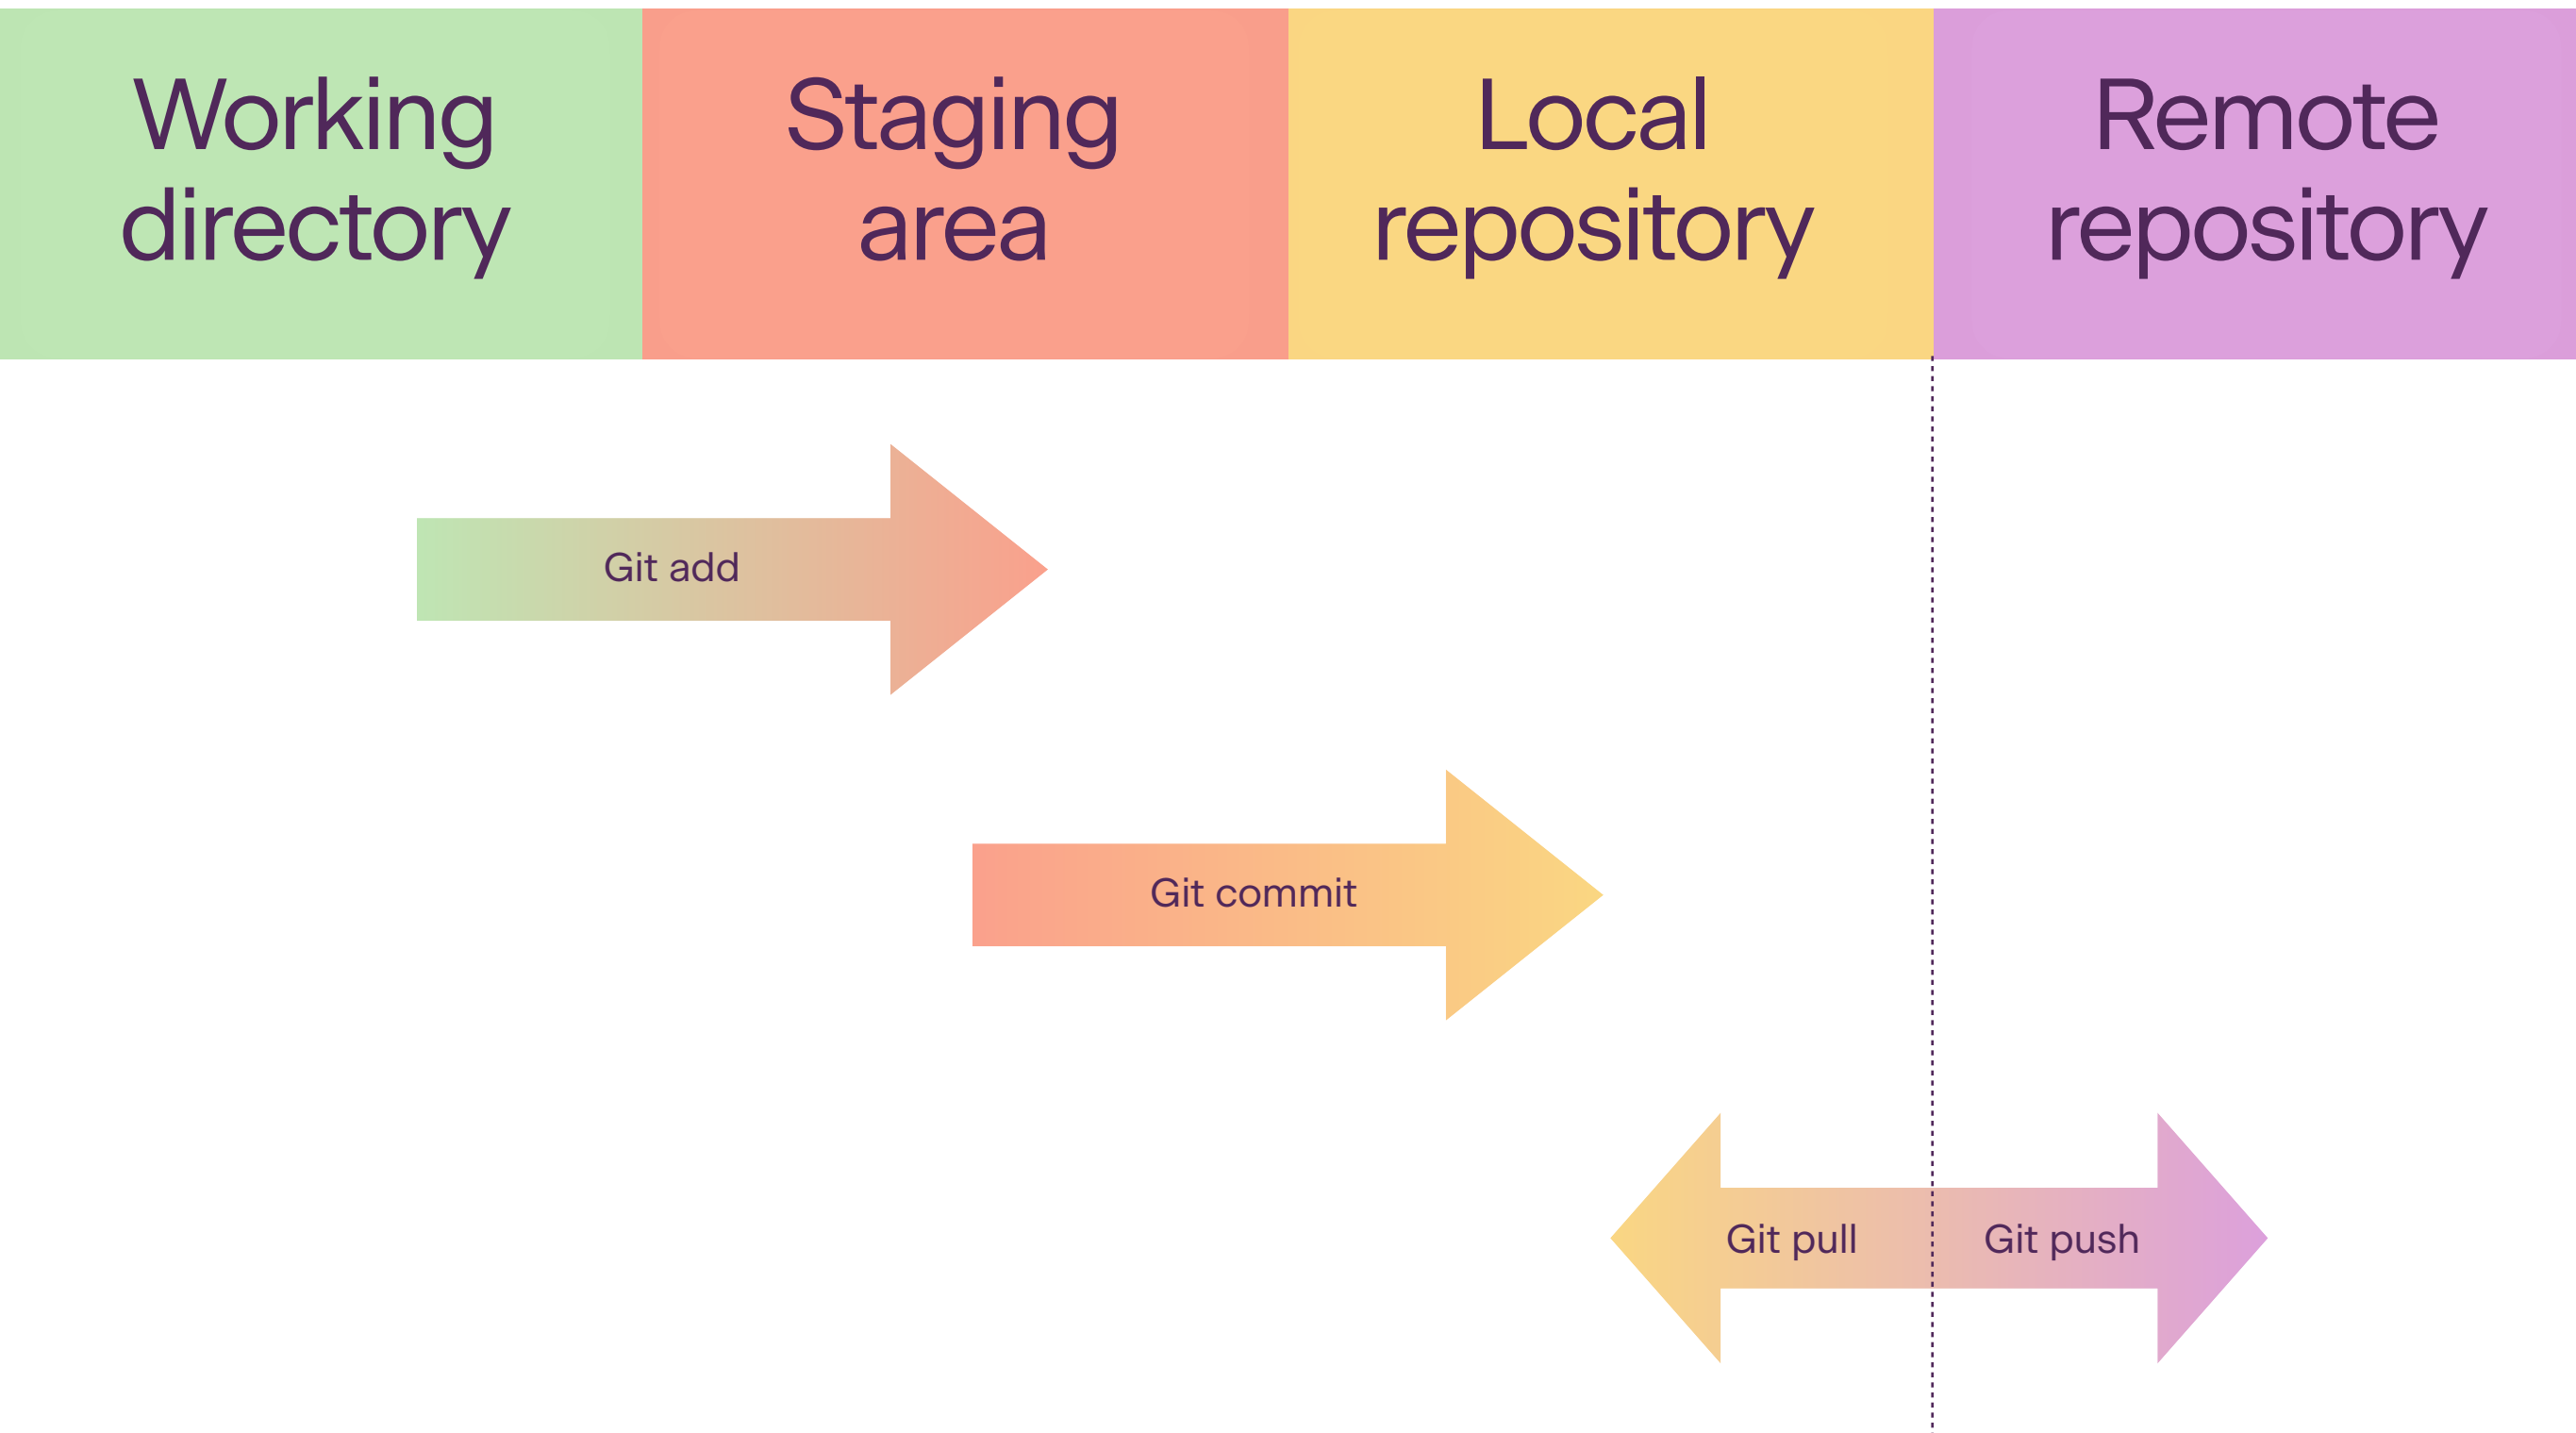 Working
directory
Staging
area
Local
repository
Remote
repository
Git add
Git commit
Git pull
Git push